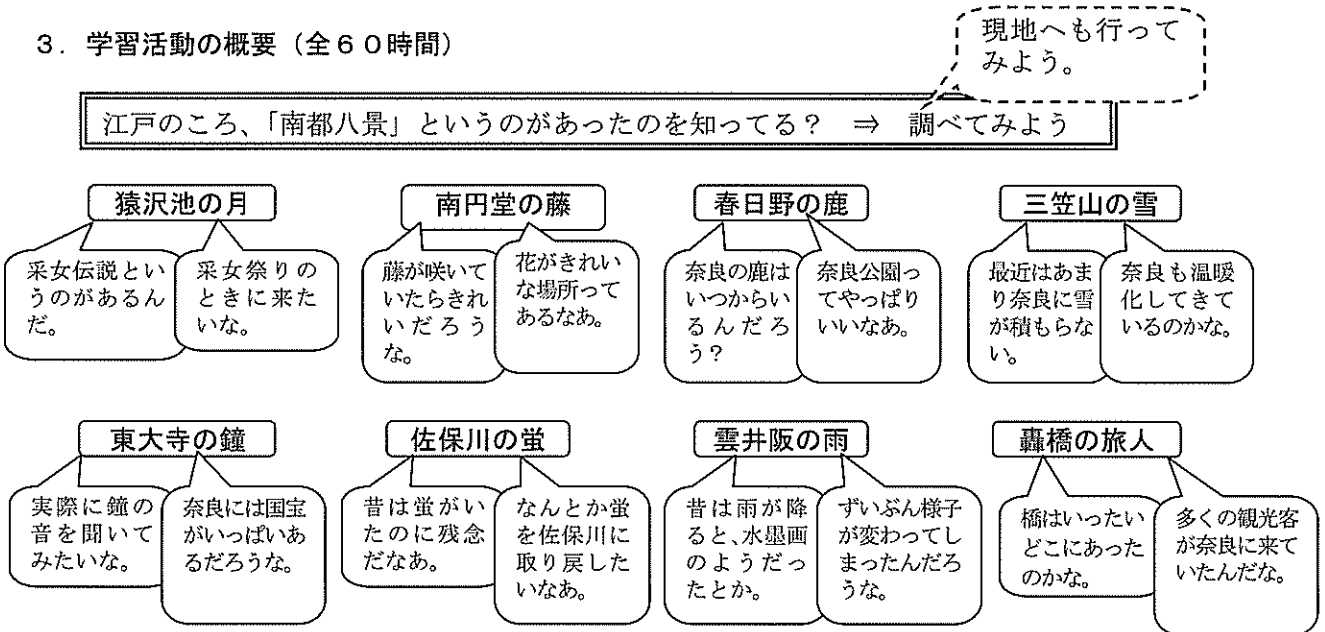 3．学習活動の概要（全６０時間）
現地へも行って
みよう。
江戸のころ、「南都八景」というのがあったのを知ってる？　⇒　調べてみよう
猿沢池の月
采女伝説とい
うのがあるん
だ。
采女祭りの
ときに来た
いな。
南円堂の藤
藤が咲いて
いたらきれ
いだろう
な。
花がきれい
な場所って
あるなあ。
春日野の鹿
奈良の鹿は
いつからい
るんだろ
う？
奈良公園っ
てやっぱり
いいなあ。
三笠山の雪
最近はあま
り奈良に雪
が積もらな
い。
奈良も温暖
化してきて
いるのかな。
東大寺の鐘
実際に鐘の
音を聞いて
みたいな。
奈良には国宝
がいっぱいあ
るだろうな。
佐保川の蛍
昔は蛍がい
たのに残念
だなあ。
なんとか蛍
を佐保川に
取り戻した
いなあ。
雲井阪の雨
昔は雨が降
ると、水墨画
のようだっ
たとか。
ずいぶん様子
が変わってし
まったんだろ
うな。
轟橋の旅人
橋はいったい
どこにあった
のかな。
多くの観光客
が奈良に来て
いたんだな。